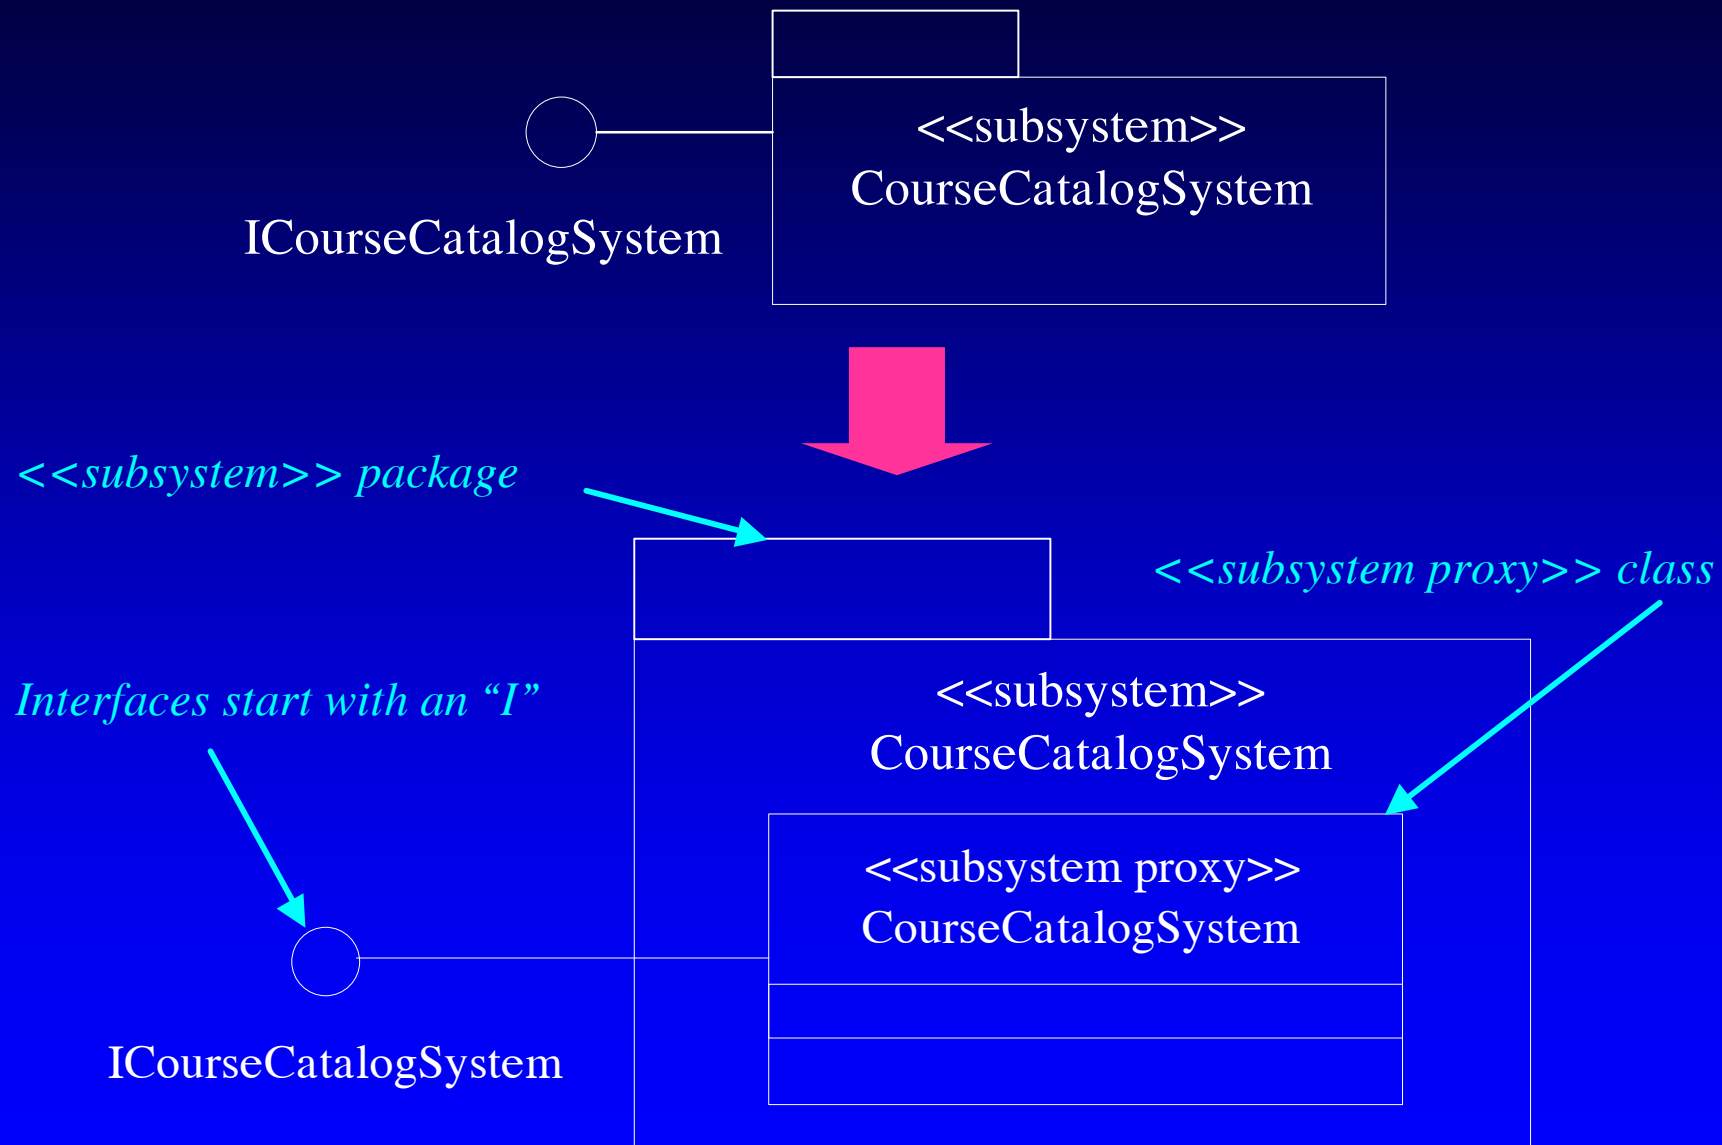 <<subsystem>>
CourseCatalogSystem
ICourseCatalogSystem
<<subsystem>> package
<<subsystem proxy>> class
Interfaces start with an “I”
<<subsystem>>
CourseCatalogSystem
<<subsystem proxy>>
CourseCatalogSystem
ICourseCatalogSystem